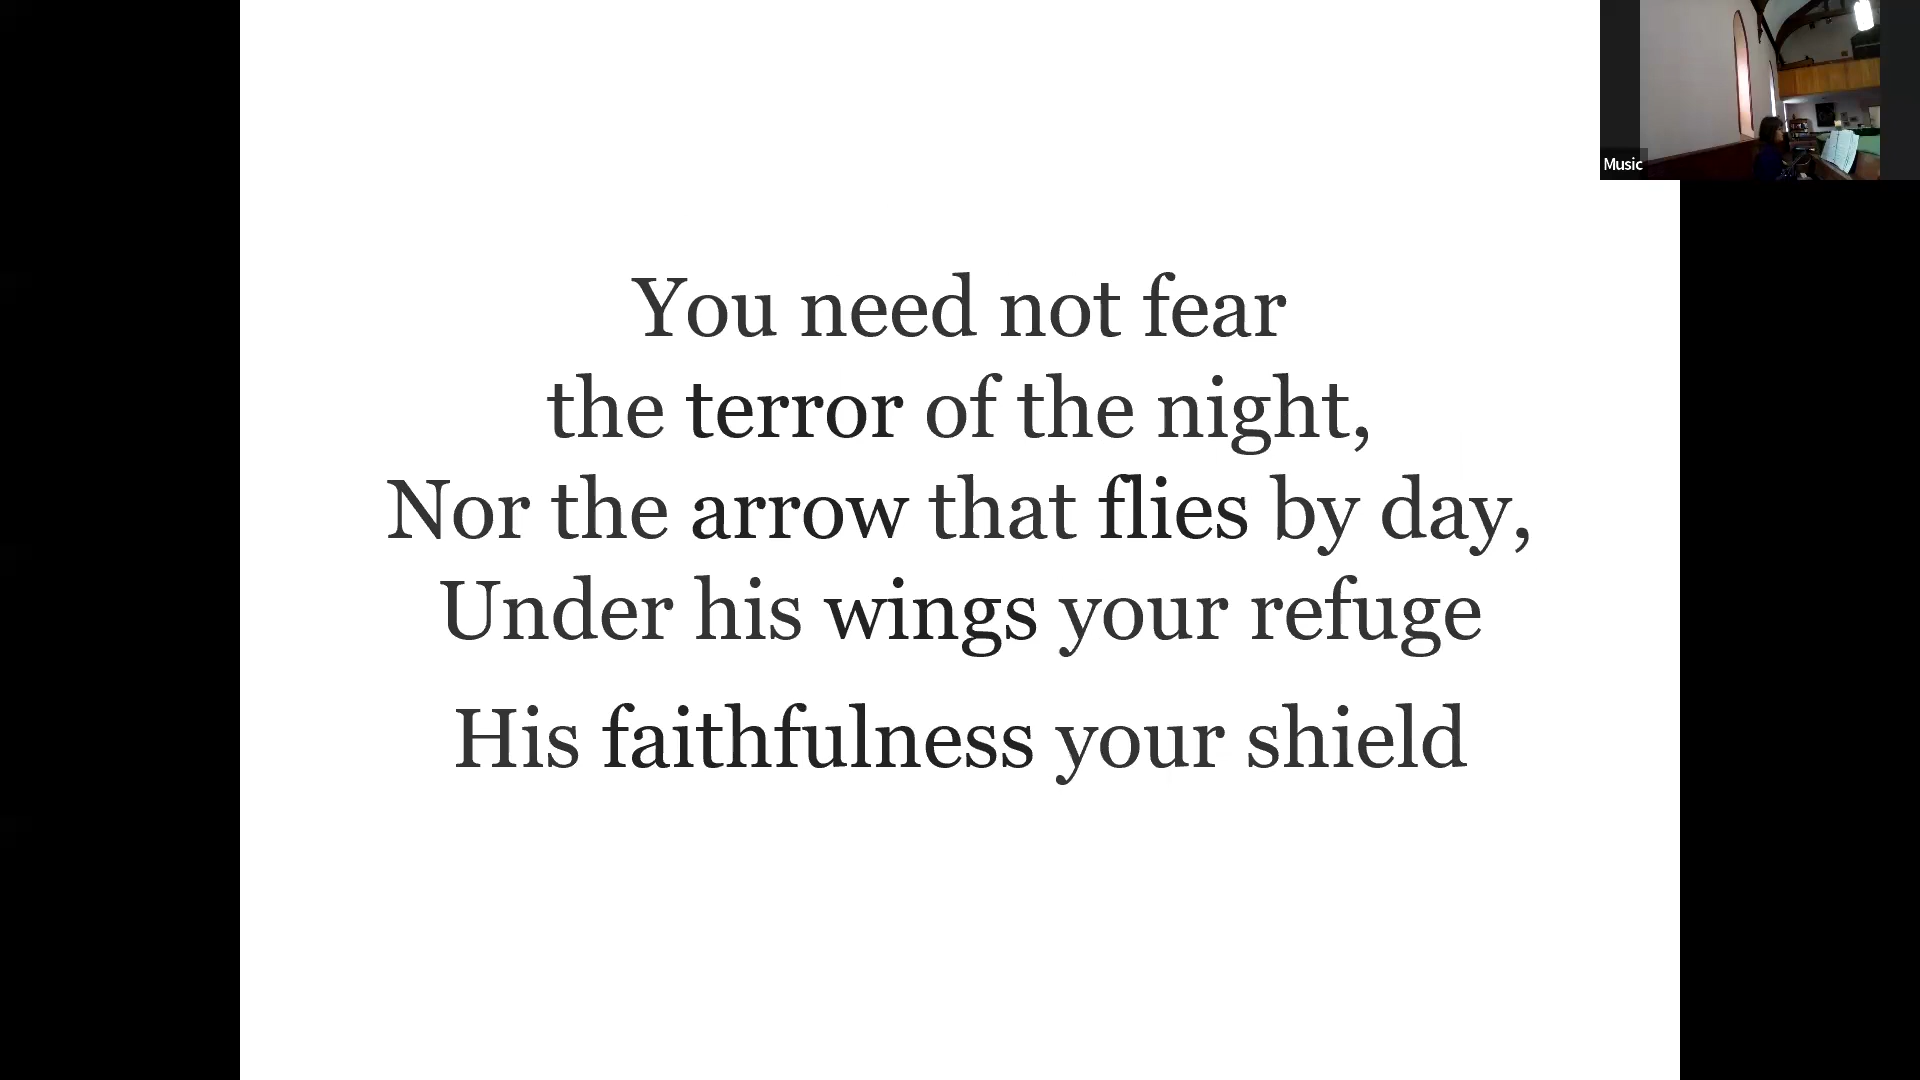 You need not fear
the terror of the night,
Nor the arrow that flies by day,
Under his wings your refuge
His faithfulness your shield
Music